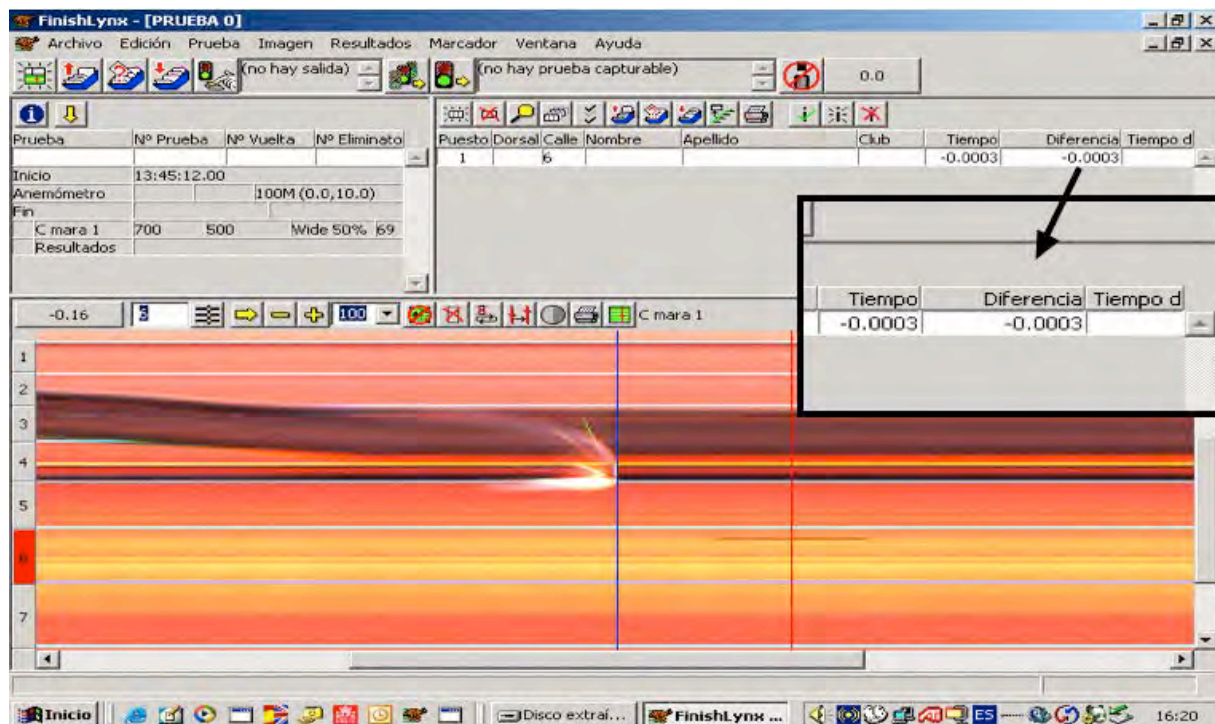 FinishLynx - [PRUEBA 0]
Archivo Edición Prueba Imagen Resultados Marcador Ventana Ayuda
(no hay salida) (no hay prueba capturable) 0.0
Prueba Nº Prueba Nº Vuelta Nº Eliminato
Inicio 13:45:12.00
Anemómetro 100M (0.0,10.0)
Fin
C mara 1 700 500 Wide 50% 69
Resultados
Puesto Dorsal Calle Nombre Apellido Club Tiempo Diferencia Tiempo d
1 6 -0.0003 -0.0003
Tiempo Diferencia Tiempo d
-0.0003 -0.0003
-0.16 100 C mara 1
1
2
3
4
5
6
7
Inicio Disco extraí... FinishLynx ... ES 16:20